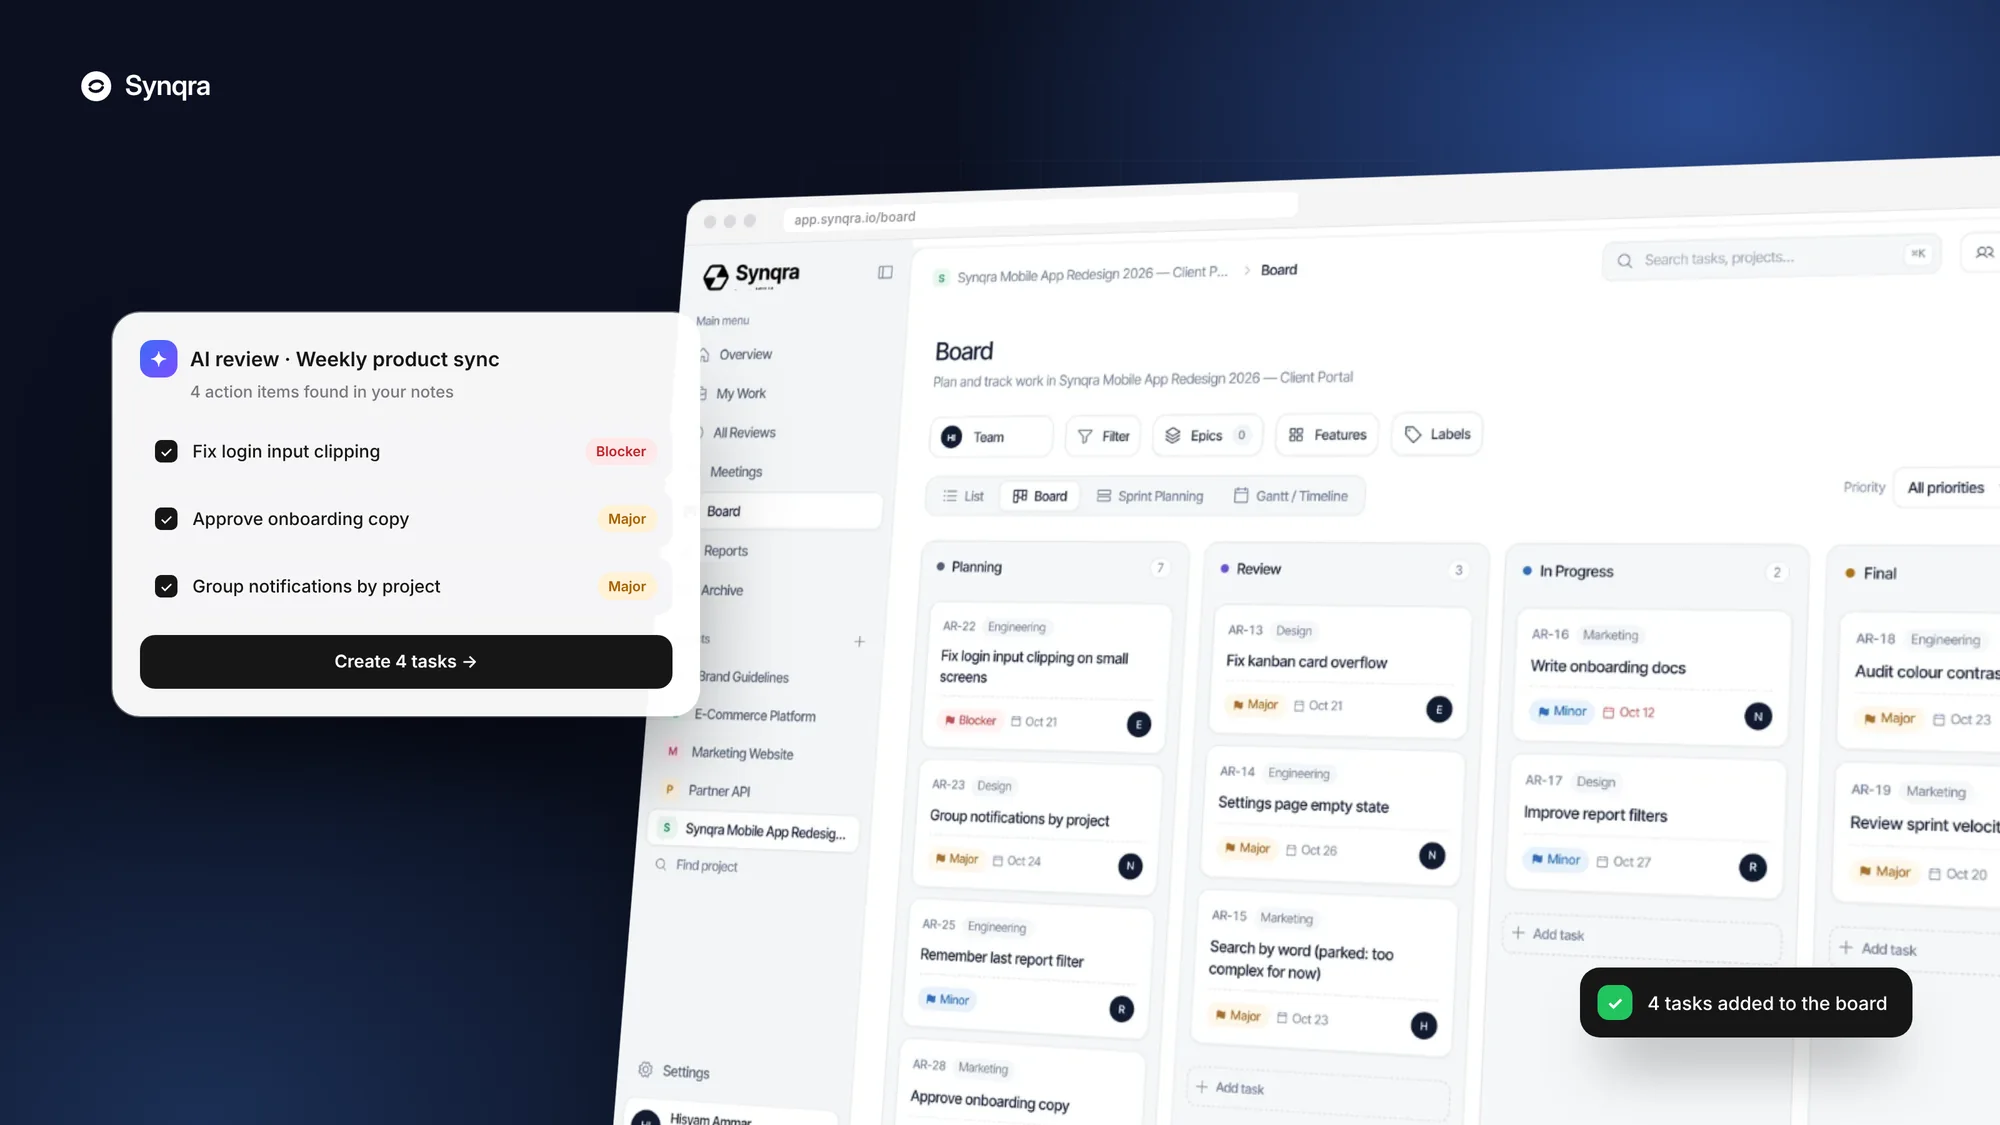 Synqra
AI review · Weekly product sync
4 action items found in your notes
Fix login input clipping
Blocker
Approve onboarding copy
Major
Group notifications by project
Major
Create 4 tasks →
app.synqra.io/board
Synqra
Main menu
Overview
My Work
All Reviews
Meetings
Board
Reports
Archive
Brand Guidelines
E-Commerce Platform
M Marketing Website
P Partner API
S Synqra Mobile App Redesig...
Find project
Settings
Hisyam Ammar
S Synqra Mobile App Redesign 2026 — Client P... > Board
Search tasks, projects...
⌘K
Board
Plan and track work in Synqra Mobile App Redesign 2026 — Client Portal
HI Team
Filter
Epics 0
Features
Labels
List
Board
Sprint Planning
Gantt / Timeline
Priority
All priorities
Planning 7
AR-22 Engineering
Fix login input clipping on small
screens
Blocker Oct 21 E
AR-23 Design
Group notifications by project
Major Oct 24 N
AR-25 Engineering
Remember last report filter
Minor R
AR-28 Marketing
Approve onboarding copy
Review 3
AR-13 Design
Fix kanban card overflow
Major Oct 21 E
AR-14 Engineering
Settings page empty state
Major Oct 26 N
AR-15 Marketing
Search by word (parked: too
complex for now)
Major Oct 23 H
+ Add task
In Progress 2
AR-16 Marketing
Write onboarding docs
Minor Oct 12 N
AR-17 Design
Improve report filters
Minor Oct 27 R
+ Add task
Final
AR-18 Engineering
Audit colour contras
Major Oct 23
AR-19 Marketing
Review sprint velocit
Major Oct 20
+ Add task
4 tasks added to the board